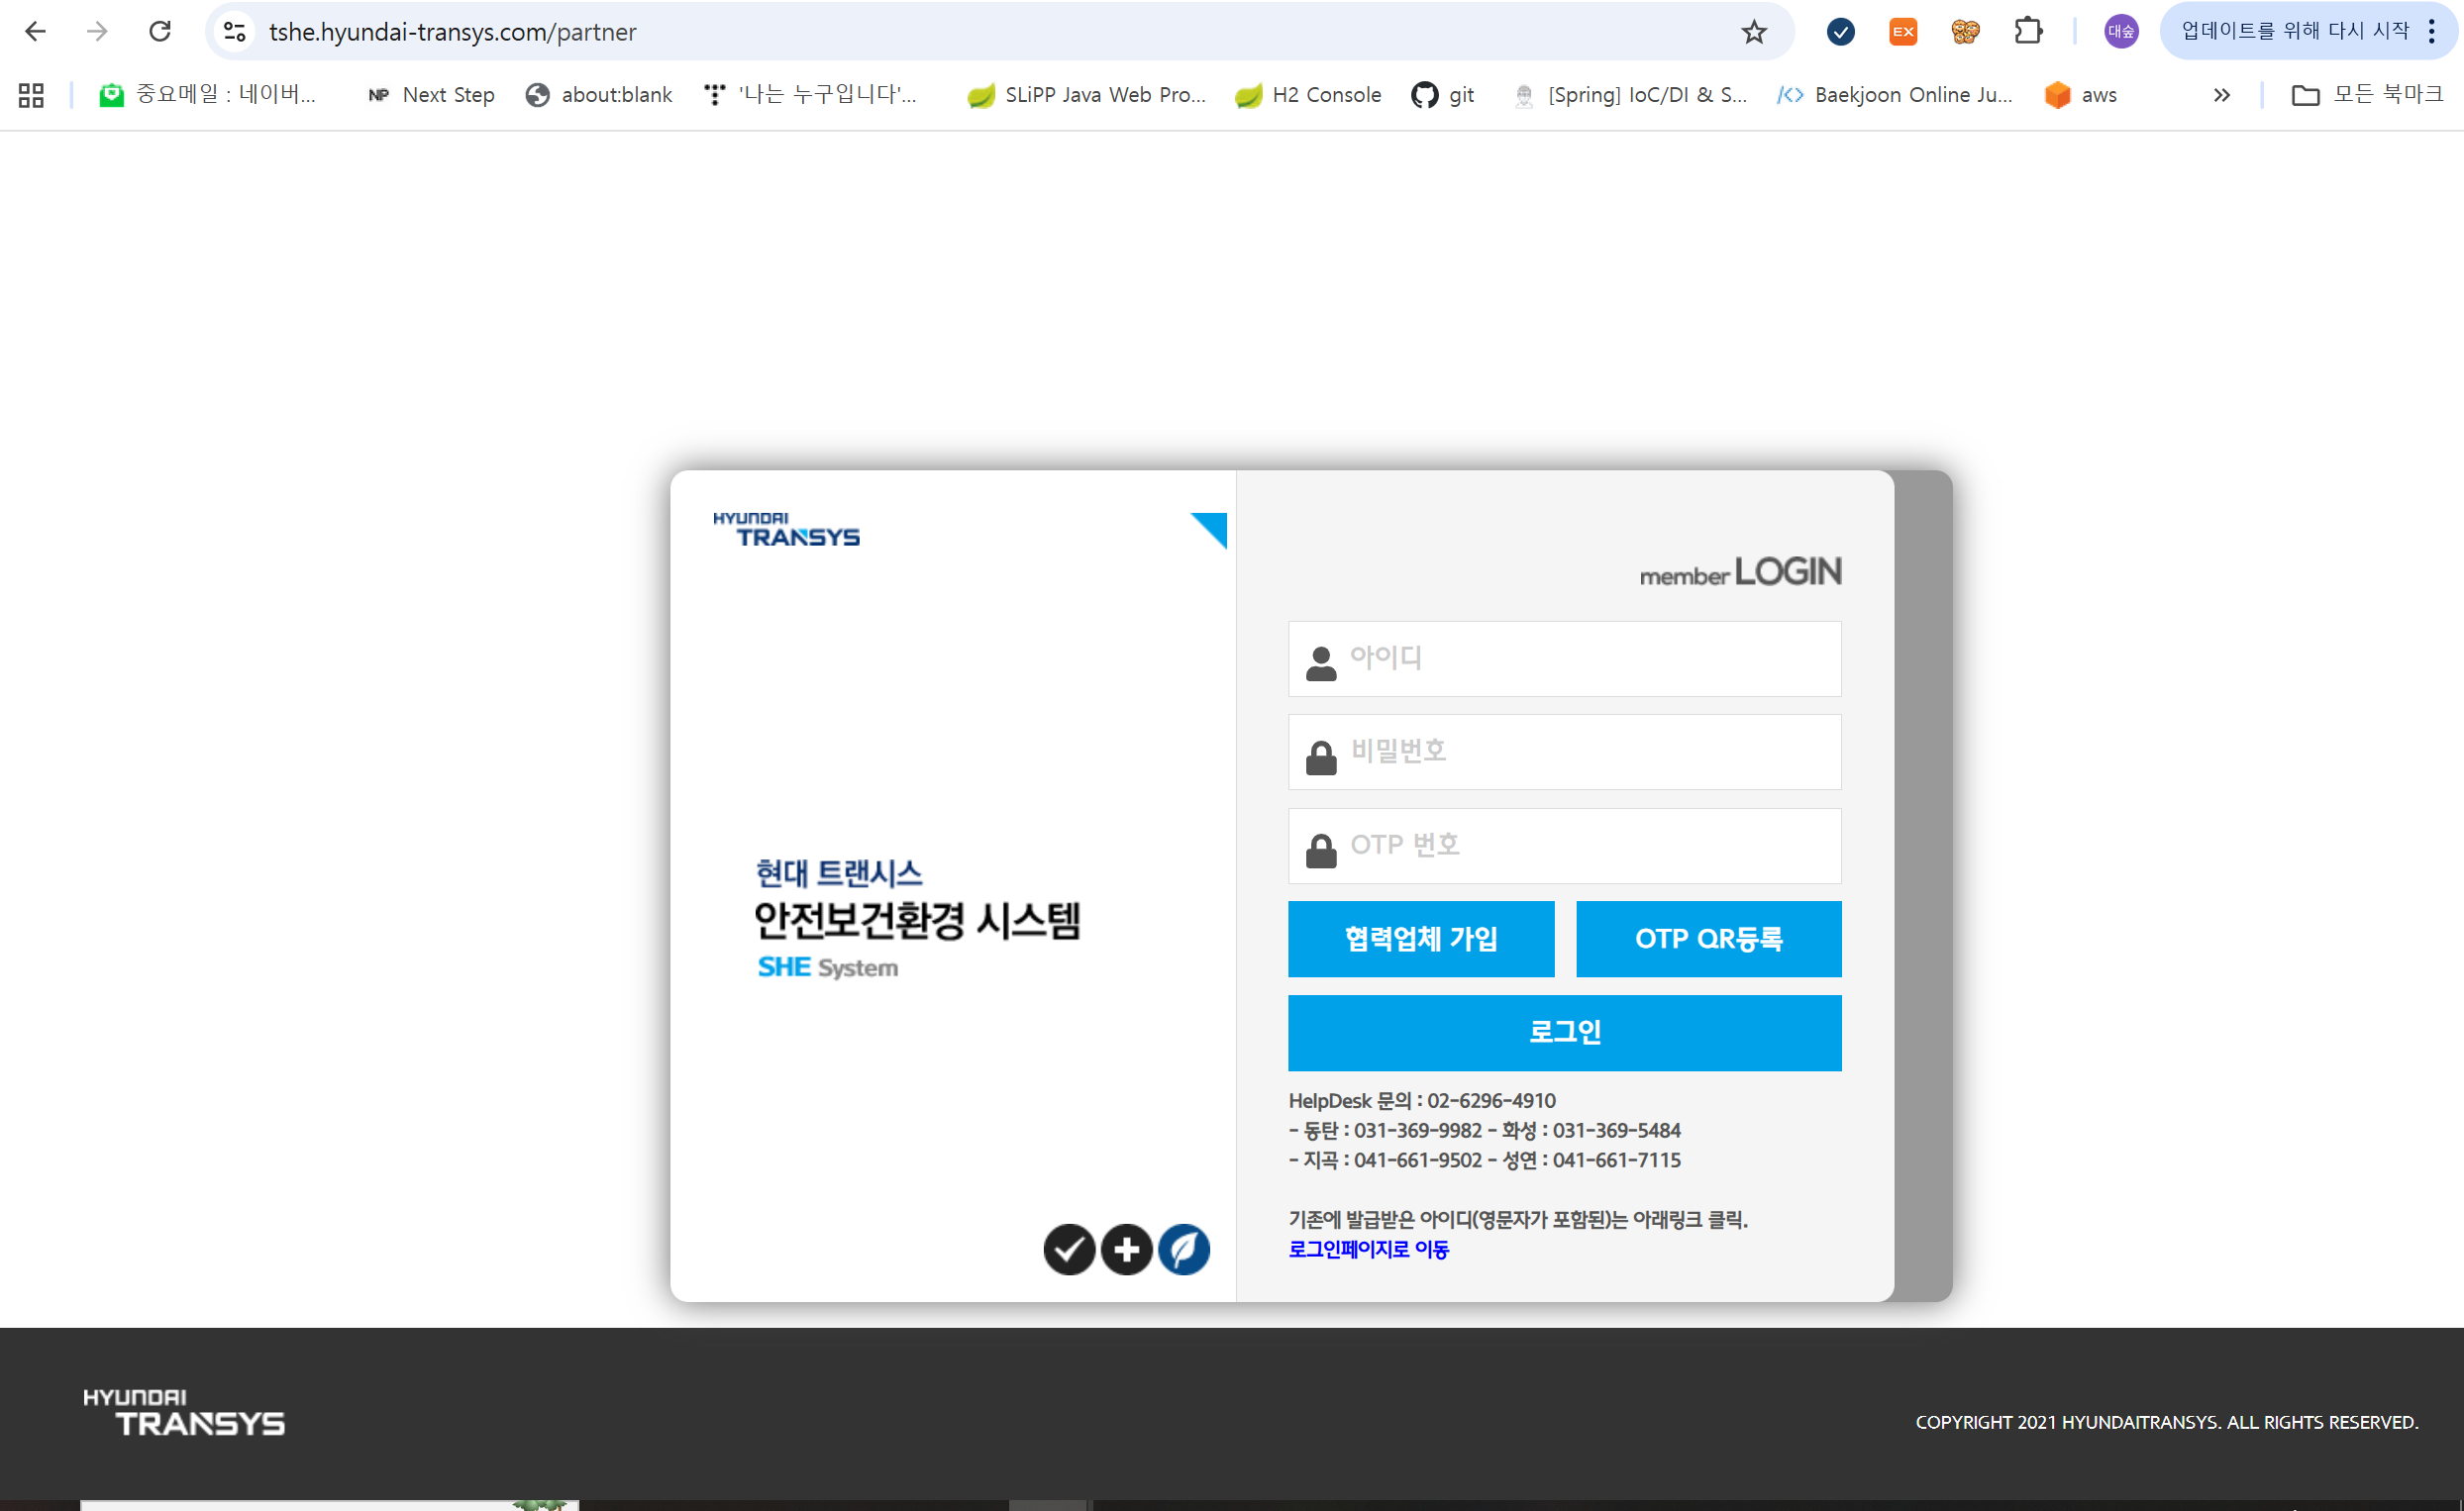 tshe.hyundai-transys.com/partner
EX
대숲
업데이트를 위해 다시 시작
중요메일 : 네이버...
NP Next Step
about:blank
'나는 누구입니다'...
SLiPP Java Web Pro...
H2 Console
git
[Spring] IoC/DI & S...
Baekjoon Online Ju...
aws
모든 북마크
HYUNDAI
TRANSYS
member LOGIN
아이디
비밀번호
OTP 번호
현대 트랜시스
안전보건환경 시스템
SHE System
협력업체 가입
OTP QR등록
로그인
HelpDesk 문의 : 02-6296-4910
- 동탄 : 031-369-9982 - 화성 : 031-369-5484
- 지곡 : 041-661-9502 - 성연 : 041-661-7115
기존에 발급받은 아이디(영문자가 포함된)는 아래링크 클릭.
로그인페이지로 이동
HYUNDAI
TRANSYS
COPYRIGHT 2021 HYUNDAITRANSYS. ALL RIGHTS RESERVED.